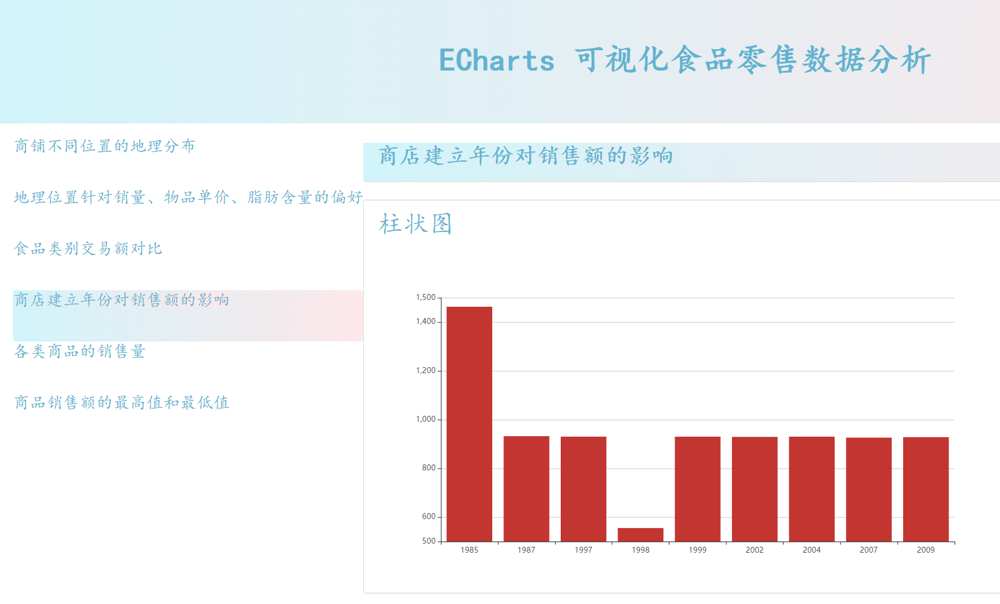 ECharts 可视化食品零售数据分析
商铺不同位置的地理分布
地理位置针对销量、物品单价、脂肪含量的偏好
食品类别交易额对比
商店建立年份对销售额的影响
各类商品的销售量
商品销售额的最高值和最低值
商店建立年份对销售额的影响
柱状图
1,500
1,400
1,200
1,000
800
600
500
1985 1987 1997 1998 1999 2002 2004 2007 2009